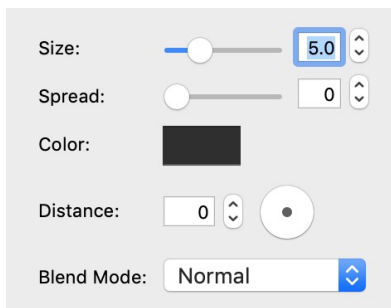 Size: 5.0
Spread: 0
Color:
Distance: 0
Blend Mode: Normal